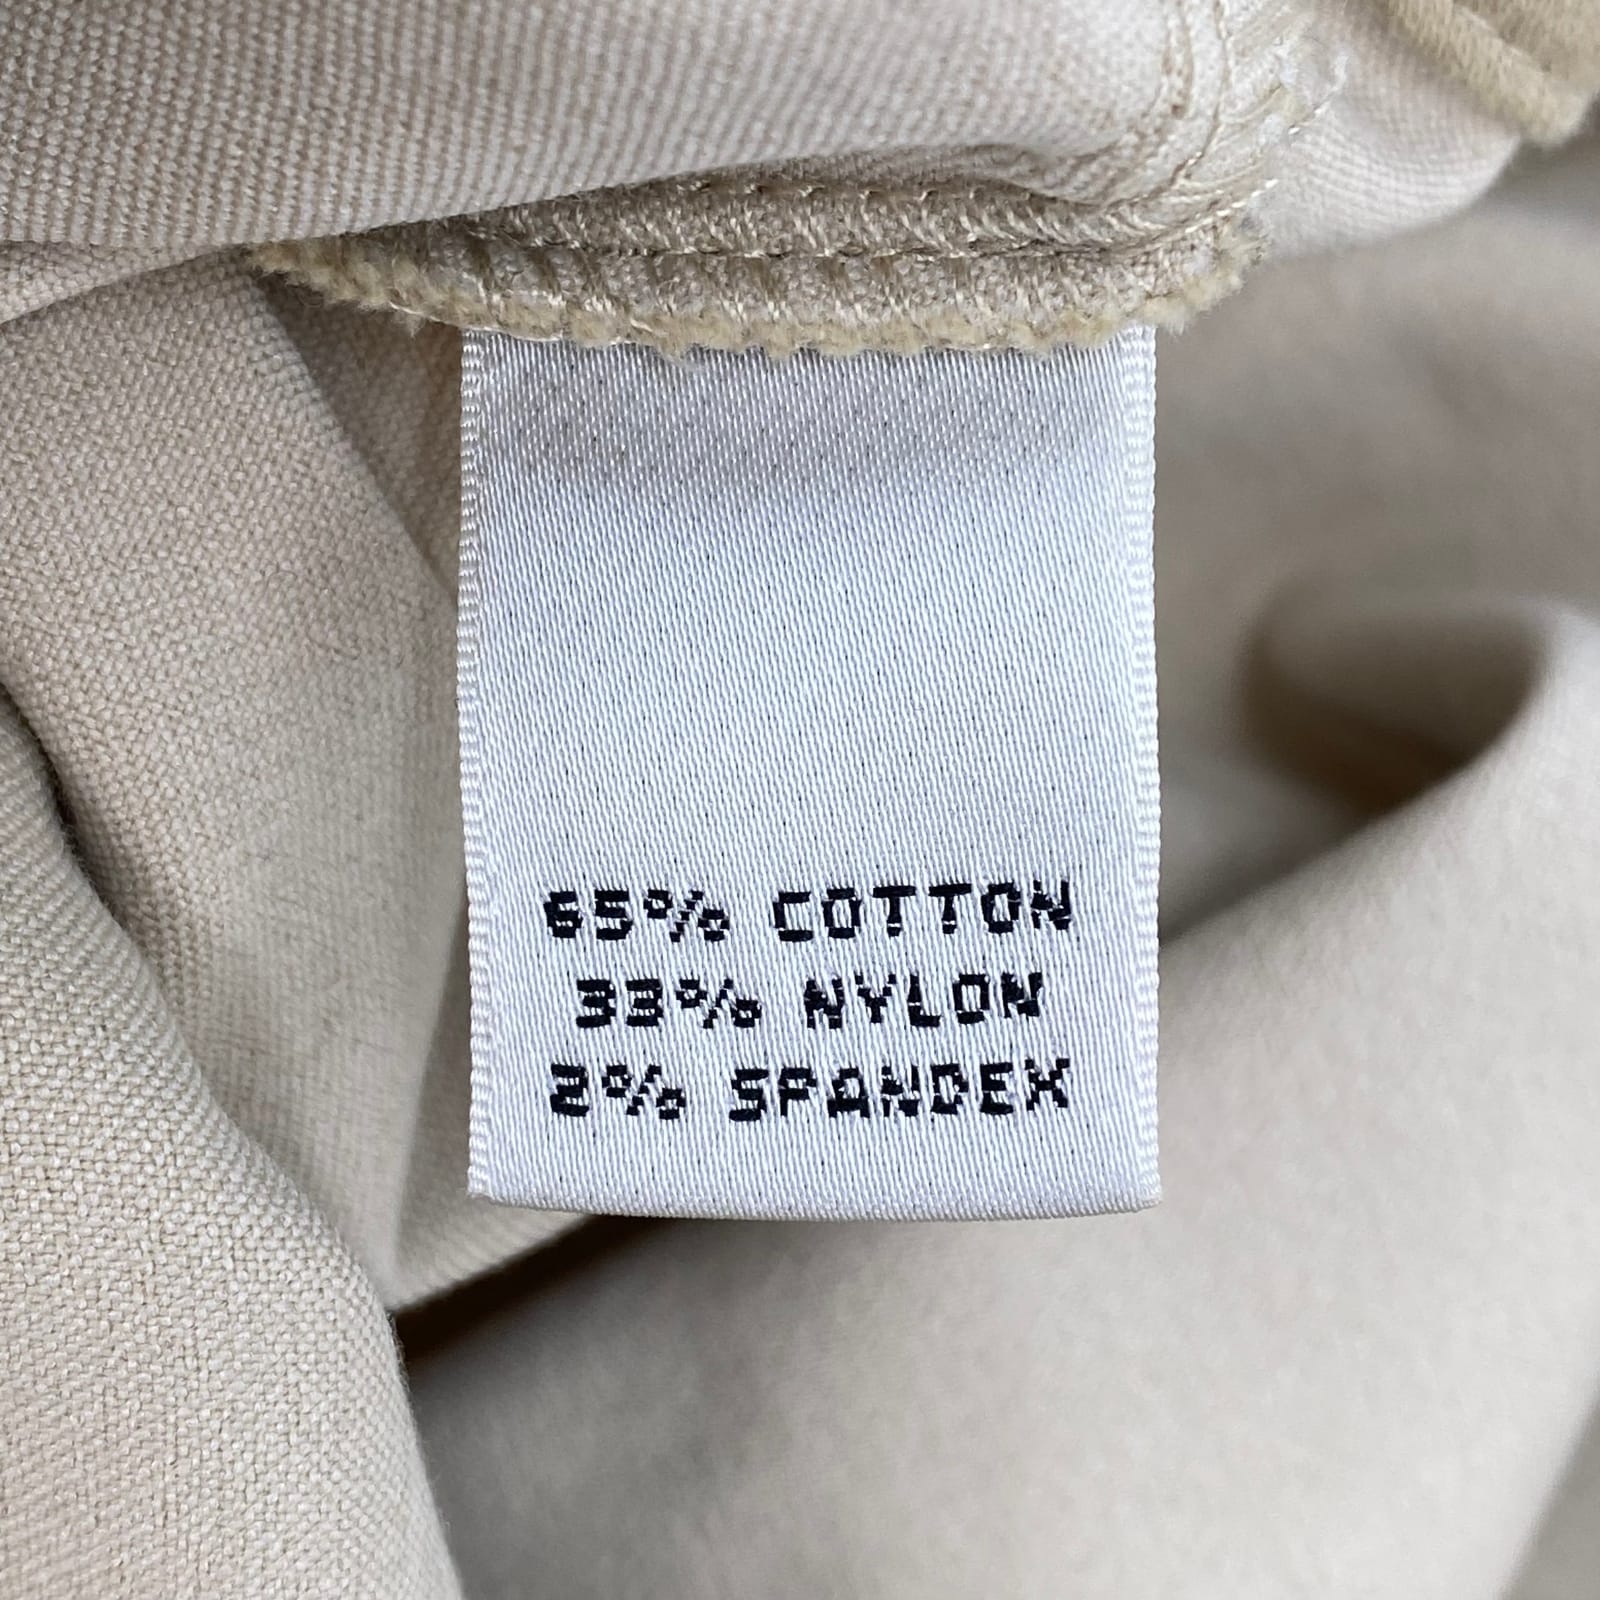 65% COTTON
33% NYLON
2% SPANDEX